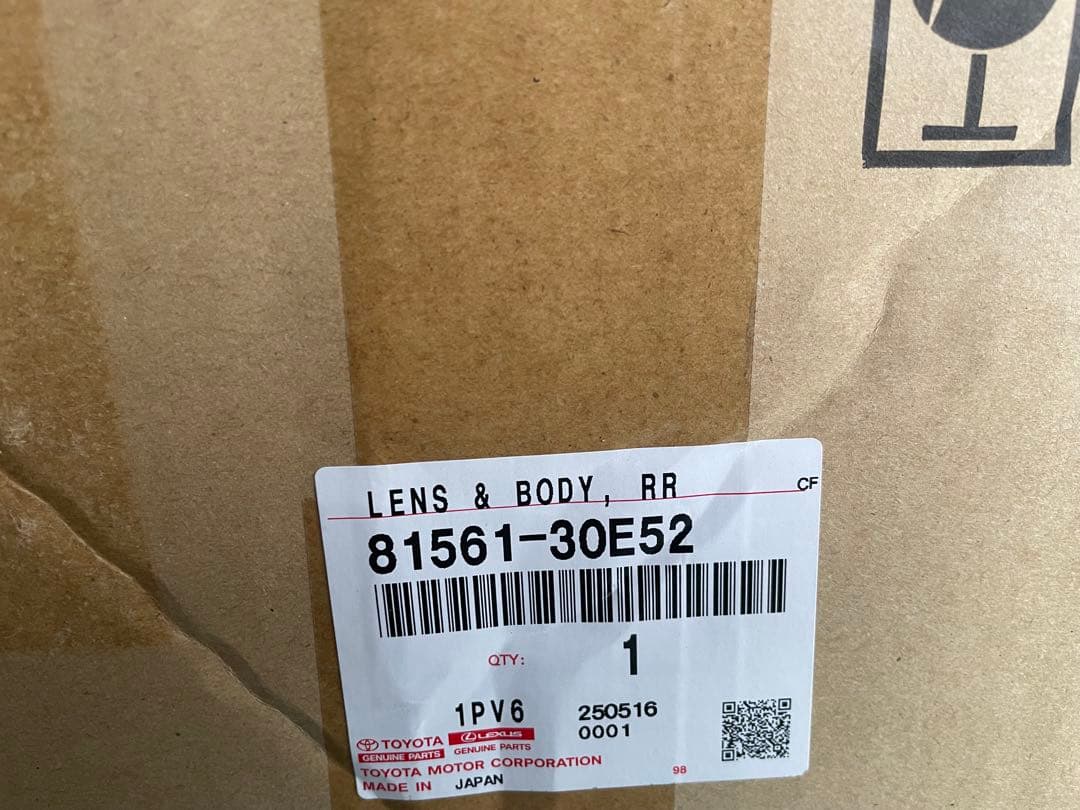 LENS & BODY, RR
CF
81561-30E52
QTY: 1
1PV6 250516
0001
TOYOTA LEXUS
GENUINE PARTS GENUINE PARTS
TOYOTA MOTOR CORPORATION
98
MADE IN JAPAN